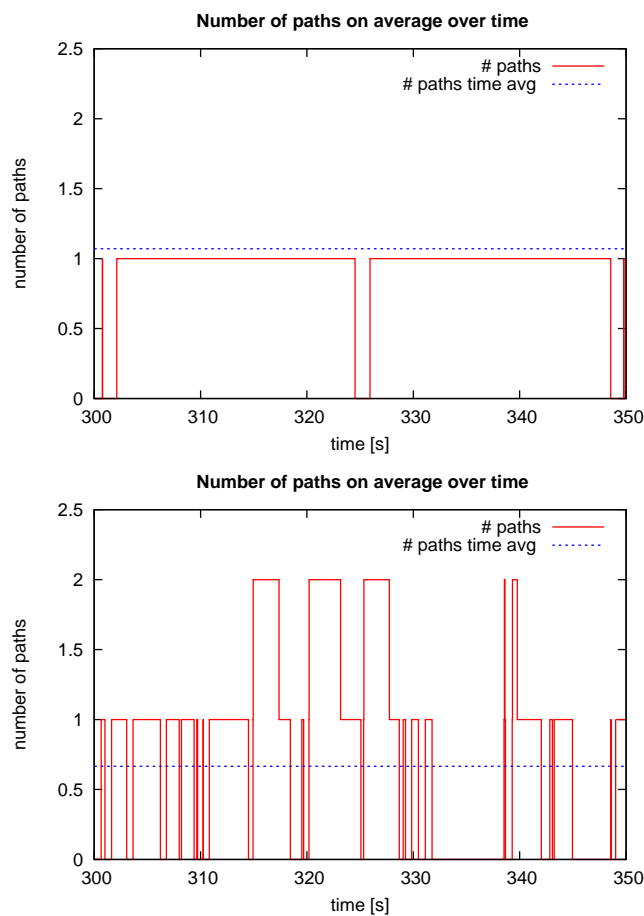 Number of paths on average over time
2.5
# paths
# paths time avg
2
1.5
number of paths
1
0.5
0
300 310 320 330 340 350
time [s]
Number of paths on average over time
2.5
# paths
# paths time avg
2
1.5
number of paths
1
0.5
0
300 310 320 330 340 350
time [s]